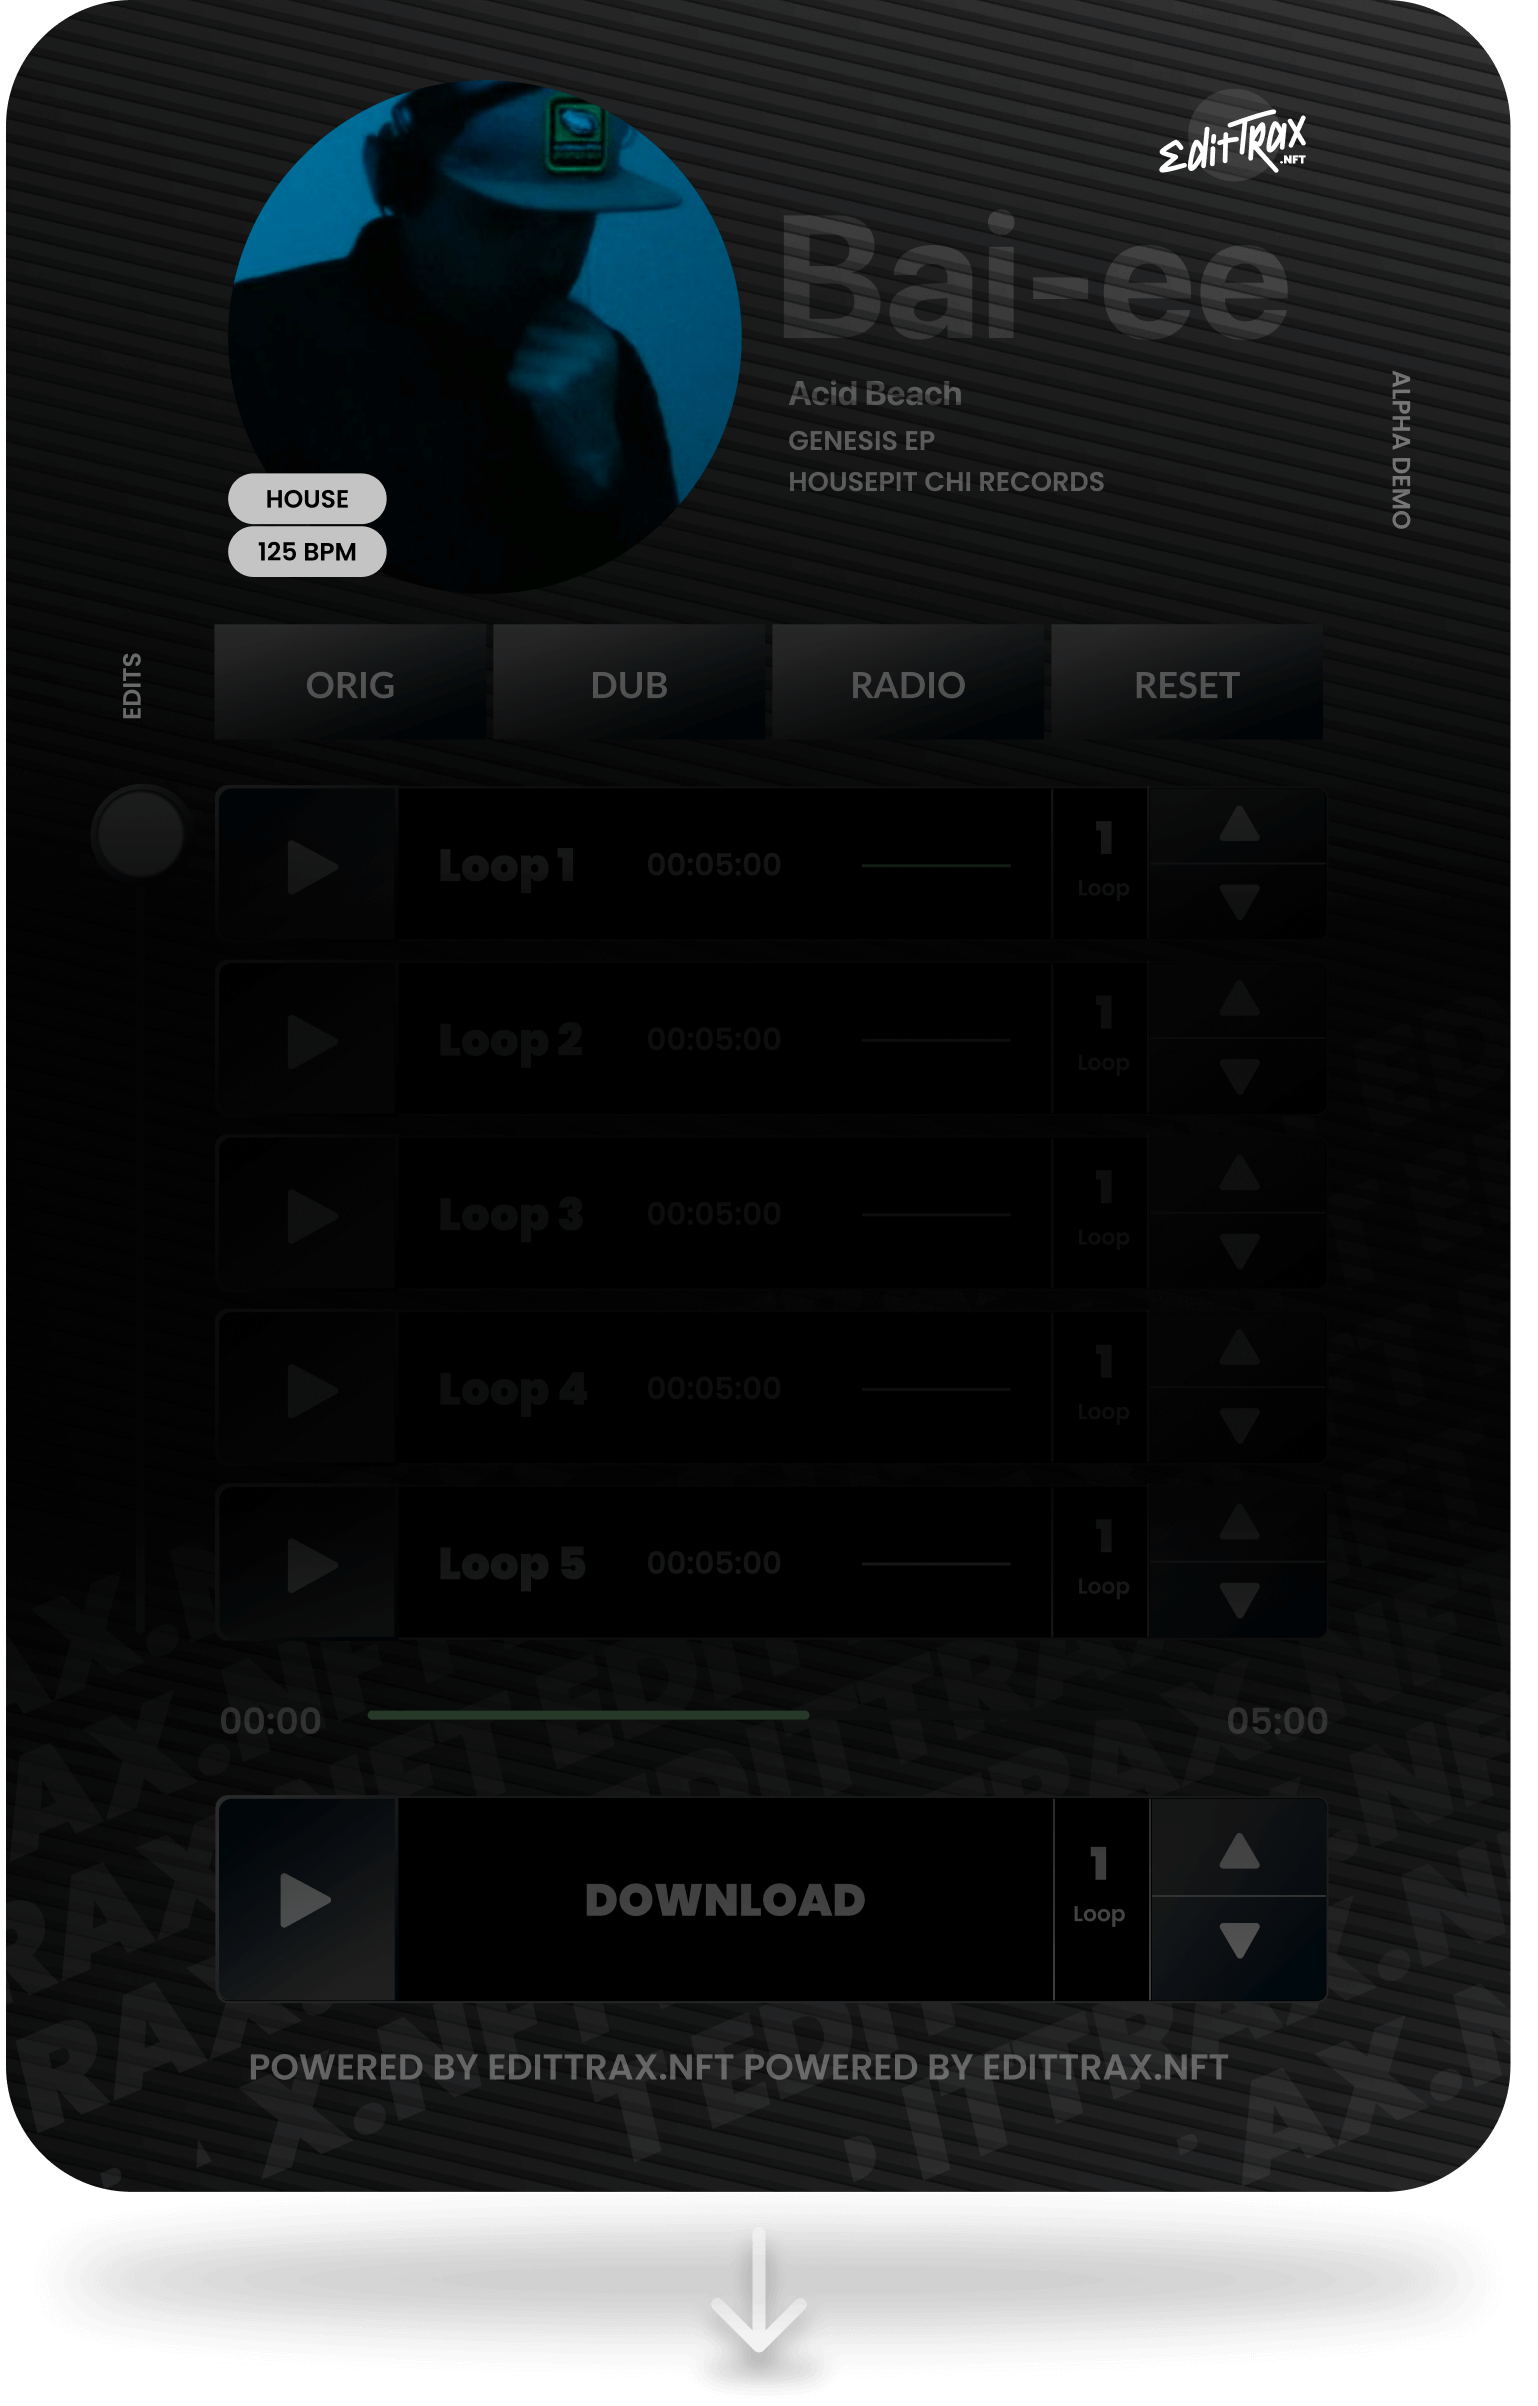 EditTrax
.NFT
Bai-ee
Acid Beach
GENESIS EP
HOUSEPIT CHI RECORDS
ALPHA DEMO
HOUSE
125 BPM
EDITS
ORIG DUB RADIO RESET
Loop 1 00:05:00 1
Loop
Loop 2 00:05:00 1
Loop
Loop 3 00:05:00 1
Loop
Loop 4 00:05:00 1
Loop
Loop 5 00:05:00 1
Loop
00:00 05:00
DOWNLOAD 1
Loop
POWERED BY EDITTRAX.NFT POWERED BY EDITTRAX.NFT